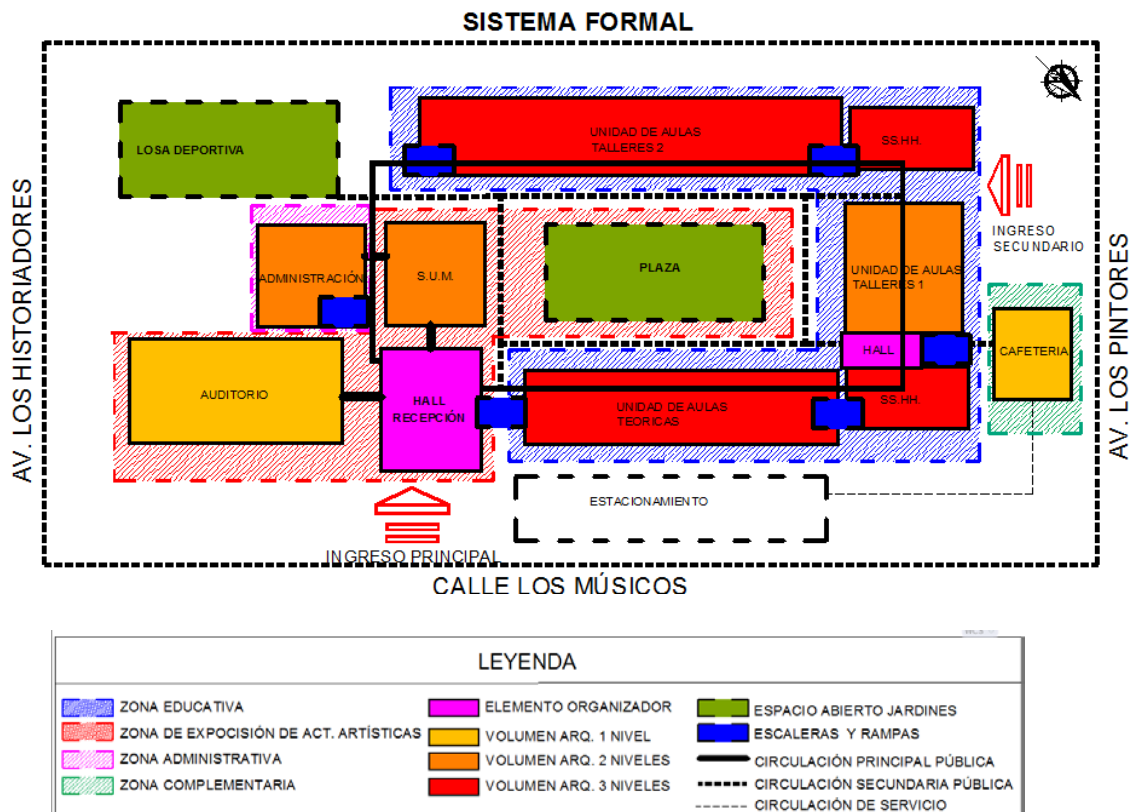 SISTEMA FORMAL
UNIDAD DE AULAS
TALLERES 2
SS.HH.
LOSA DEPORTIVA
INGRESO
SECUNDARIO
AV. LOS HISTORIADORES
AV. LOS PINTORES
ADMINISTRACIÓN
S.U.M.
PLAZA
UNIDAD DE AULAS
TALLERES 1
HALL
CAFETERIA
AUDITORIO
HALL
RECEPCIÓN
UNIDAD DE AULAS
TEORICAS
SS.HH.
ESTACIONAMIENTO
INGRESO PRINCIPAL
CALLE LOS MÚSICOS
LEYENDA
ZONA EDUCATIVA
ZONA DE EXPOCISIÓN DE ACT. ARTÍSTICAS
ZONA ADMINISTRATIVA
ZONA COMPLEMENTARIA
ELEMENTO ORGANIZADOR
VOLUMEN ARQ. 1 NIVEL
VOLUMEN ARQ. 2 NIVELES
VOLUMEN ARQ. 3 NIVELES
ESPACIO ABIERTO JARDINES
ESCALERAS Y RAMPAS
CIRCULACIÓN PRINCIPAL PÚBLICA
CIRCULACIÓN SECUNDARIA PÚBLICA
CIRCULACIÓN DE SERVICIO